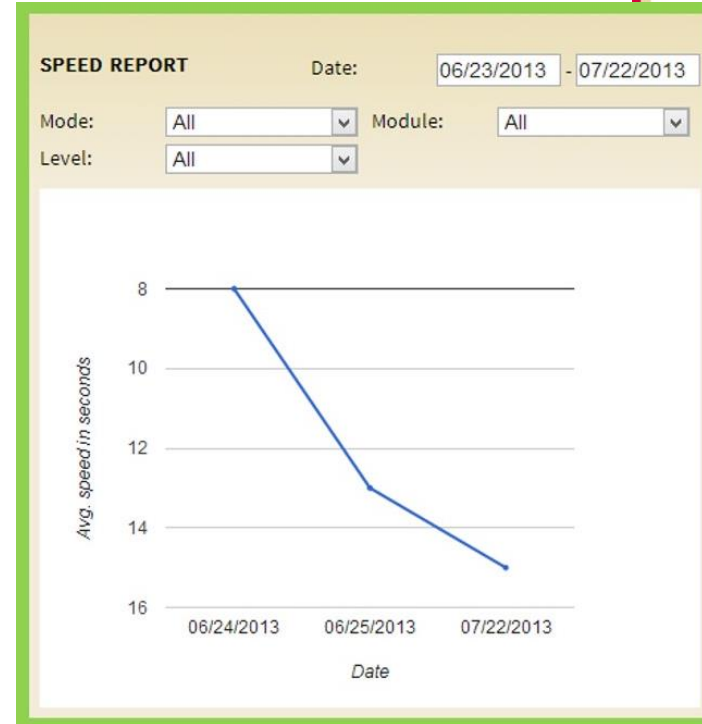 SPEED REPORT Date: 06/23/2013 - 07/22/2013
Mode: All Module: All
Level: All
8
10
12
14
16
Avg. speed in seconds
06/24/2013 06/25/2013 07/22/2013
Date